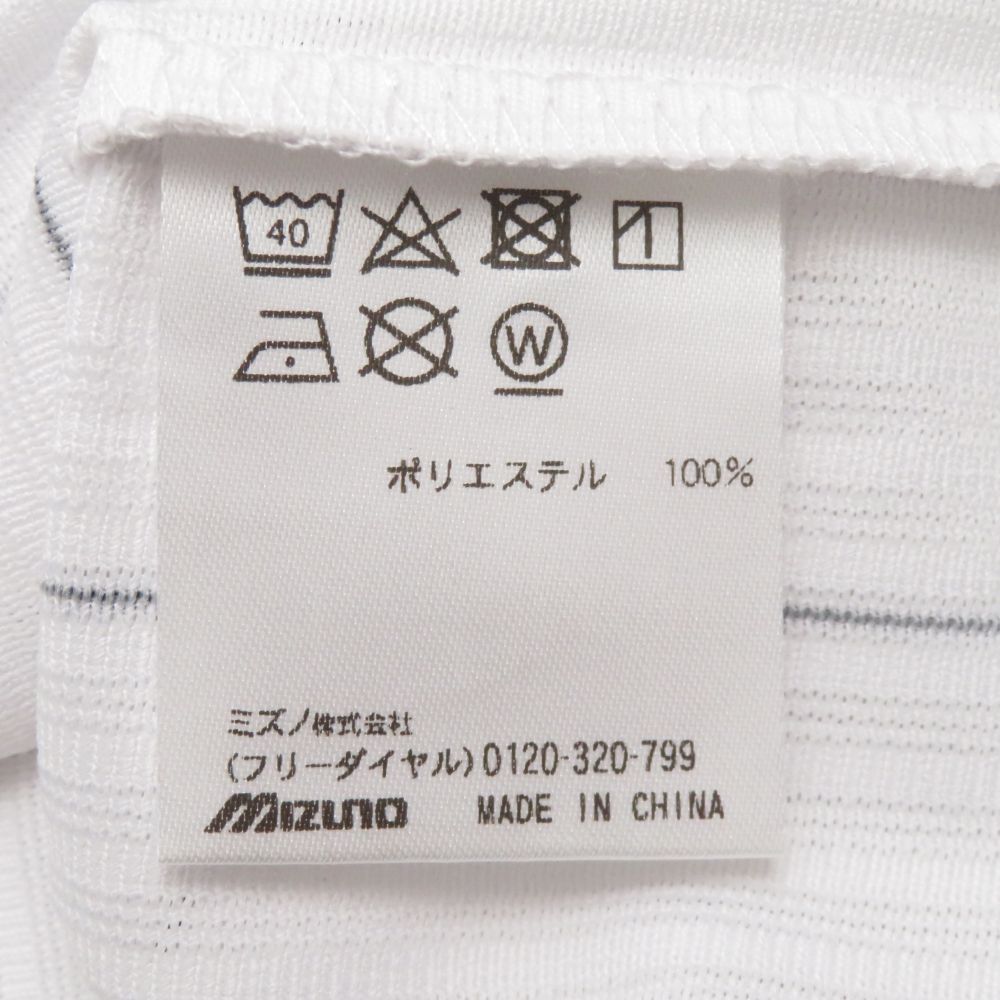 40
W
ポリエステル 100%
ミズノ株式会社
(フリーダイヤル)0120-320-799
MIZUNO MADE IN CHINA